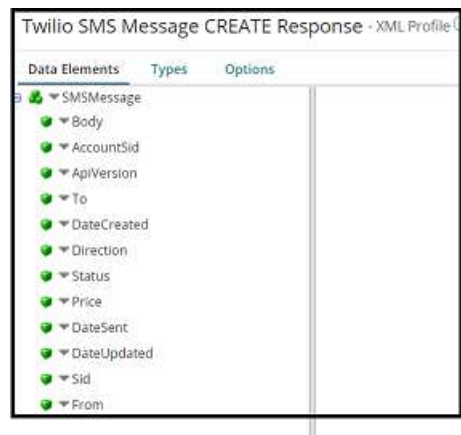 Twilio SMS Message CREATE Response - XML Profile
Data Elements Types Options
SMSMessage
Body
AccountSid
ApiVersion
To
DateCreated
Direction
Status
Price
DateSent
DateUpdated
Sid
From